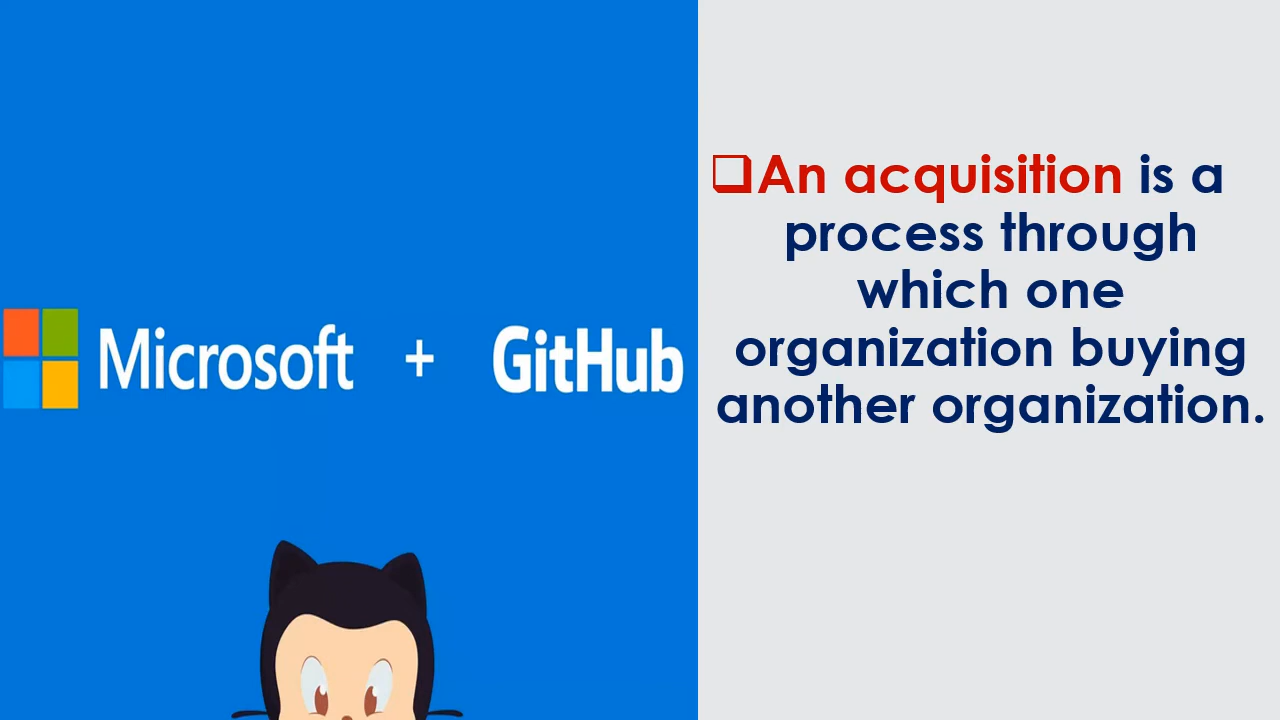 Microsoft + GitHub
❑An acquisition is a
process through
which one
organization buying
another organization.